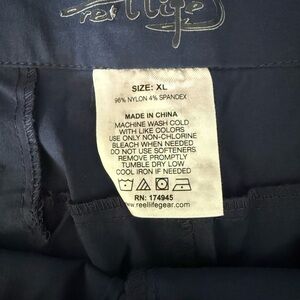 reel life
SIZE: XL
96% NYLON 4% SPANDEX
MADE IN CHINA
MACHINE WASH COLD
WITH LIKE COLORS
USE ONLY NON-CHLORINE
BLEACH WHEN NEEDED
DO NOT USE SOFTENERS
REMOVE PROMPTLY
TUMBLE DRY LOW
COOL IRON IF NEEDED
RN: 174945
www.reellifegear.com